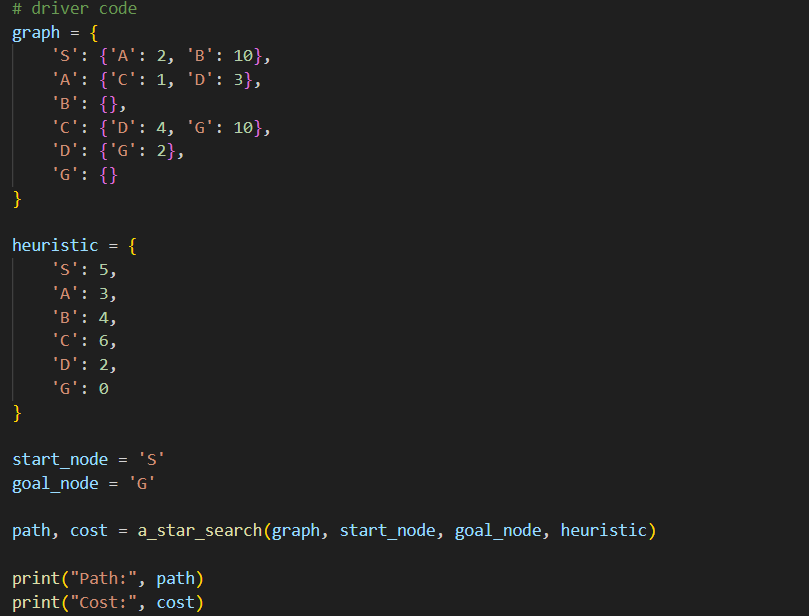 # driver code
graph = {
    'S': {'A': 2, 'B': 10},
    'A': {'C': 1, 'D': 3},
    'B': {},
    'C': {'D': 4, 'G': 10},
    'D': {'G': 2},
    'G': {}
}

heuristic = {
    'S': 5,
    'A': 3,
    'B': 4,
    'C': 6,
    'D': 2,
    'G': 0
}

start_node = 'S'
goal_node = 'G'

path, cost = a_star_search(graph, start_node, goal_node, heuristic)

print("Path:", path)
print("Cost:", cost)